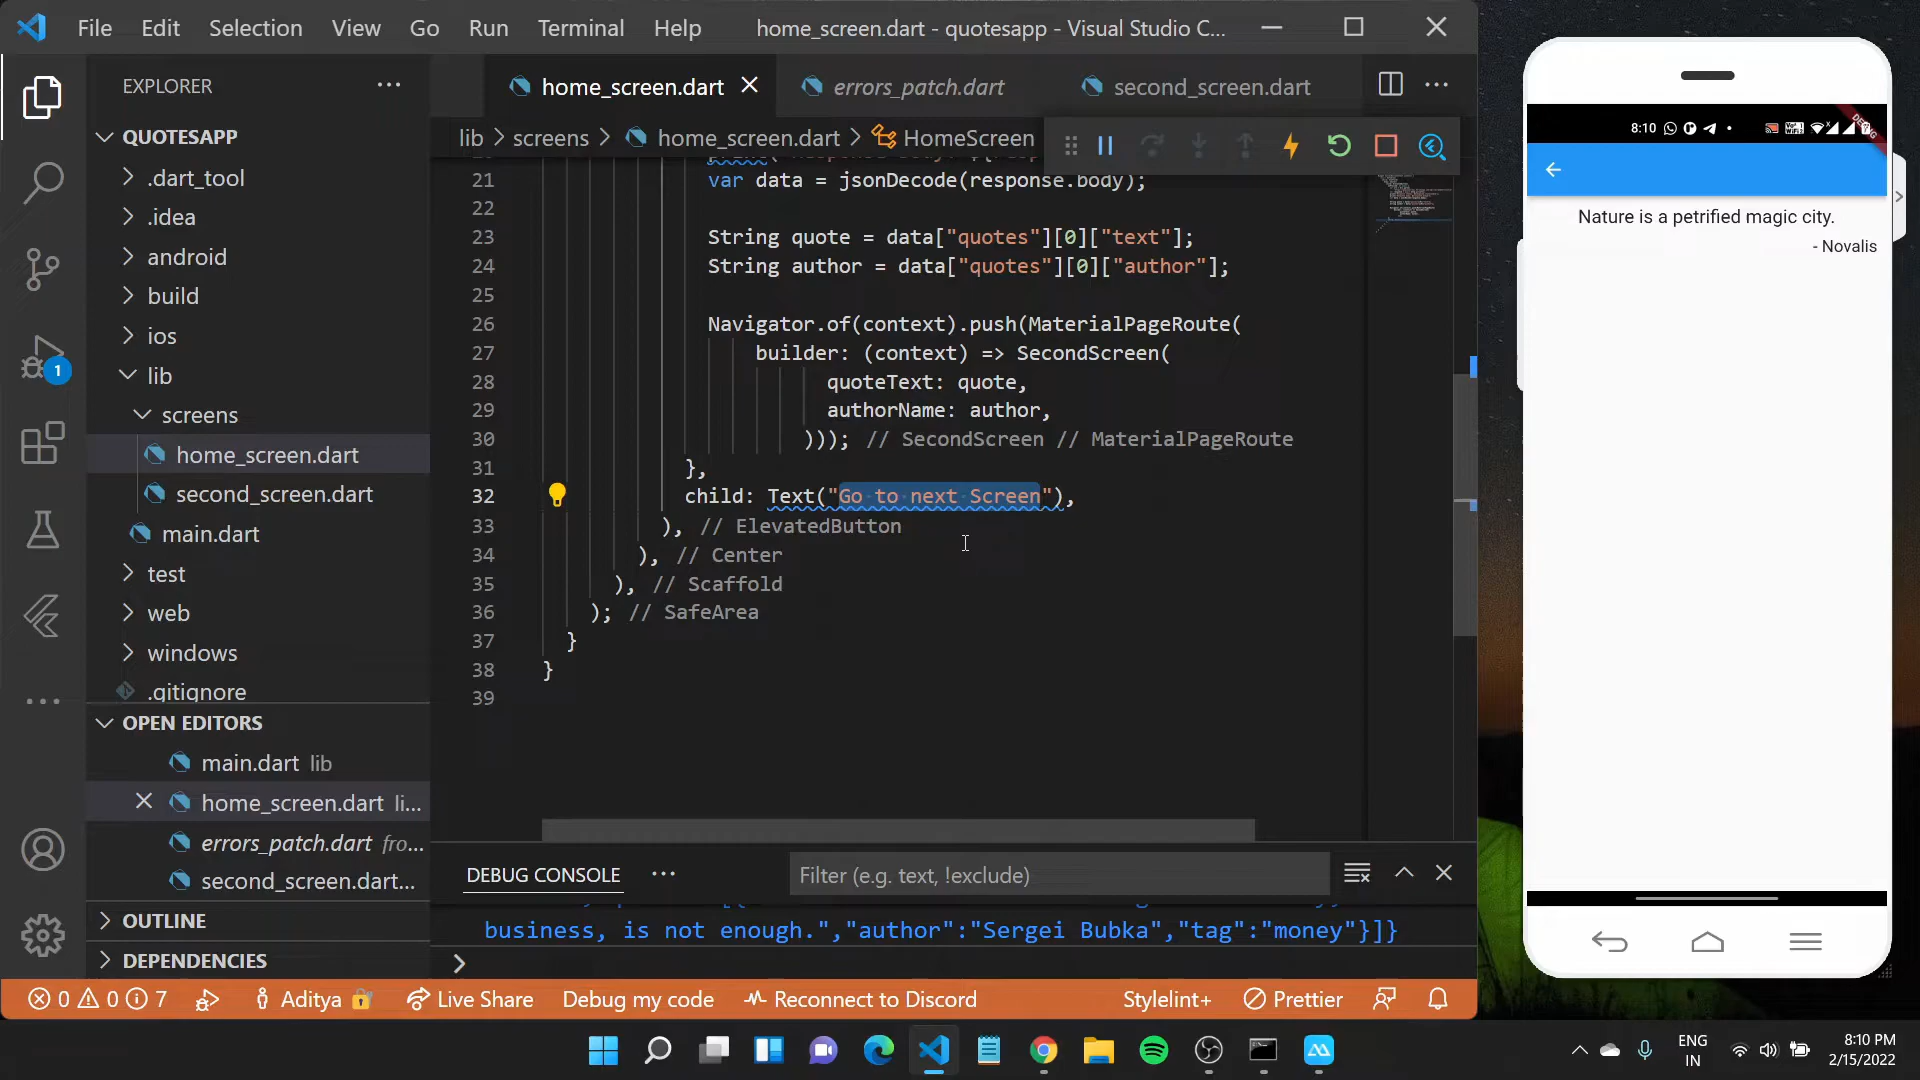 File Edit Selection View Go Run Terminal Help home_screen.dart - quotesapp - Visual Studio C...
EXPLORER
home_screen.dart
errors_patch.dart
second_screen.dart
QUOTESAPP
lib > screens > home_screen.dart > HomeScreen
.dart_tool
.idea
android
build
ios
lib
screens
home_screen.dart
second_screen.dart
main.dart
test
web
windows
.gitignore
OPEN EDITORS
main.dart lib
home_screen.dart li...
errors_patch.dart fro...
second_screen.dart...
OUTLINE
DEPENDENCIES
1
21 var data = jsonDecode(response.body);
22
23 String quote = data["quotes"][0]["text"];
24 String author = data["quotes"][0]["author"];
25
26 Navigator.of(context).push(MaterialPageRoute(
27 builder: (context) => SecondScreen(
28 quoteText: quote,
29 authorName: author,
30 ))); // SecondScreen // MaterialPageRoute
31 },
32 child: Text("Go to next Screen"),
33 ), // ElevatedButton
34 ), // Center
35 ), // Scaffold
36 ); // SafeArea
37 }
38 }
39
DEBUG CONSOLE
Filter (e.g. text, !exclude)
business, is not enough.","author":"Sergei Bubka","tag":"money"}]}
>
0 0 7 Aditya Live Share Debug my code Reconnect to Discord Stylelint+ Prettier
8:10
Nature is a petrified magic city.
- Novalis
ENG
IN
8:10 PM
2/15/2022